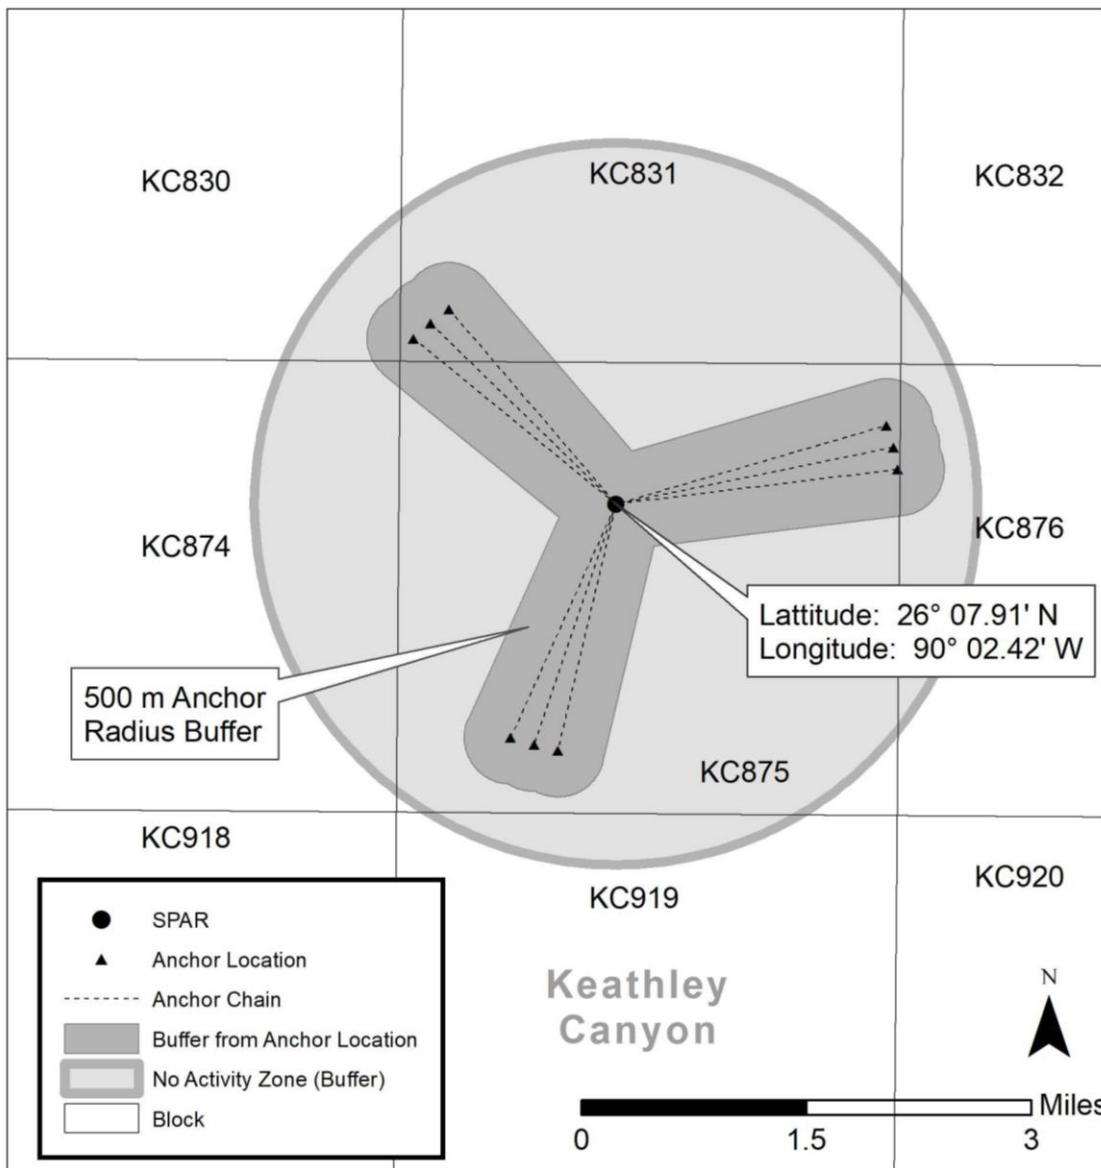 KC830
KC831
KC832
KC874
KC876
Lattitude:  26° 07.91' N
Longitude:  90° 02.42' W
500 m Anchor
Radius Buffer
KC875
KC918
KC919
KC920
SPAR
Anchor Location
Anchor Chain
Buffer from Anchor Location
No Activity Zone (Buffer)
Block
Keathley
Canyon
N
Miles
0 1.5 3